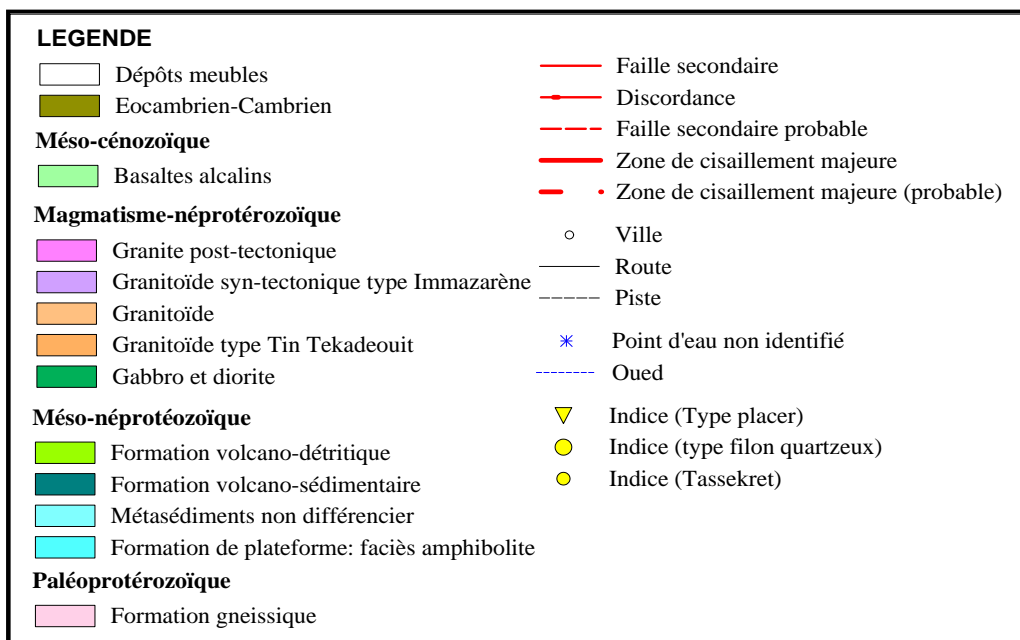 LEGENDE
Dépôts meubles
Eocambrien-Cambrien
Méso-cénozoïque
Basaltes alcalins
Magmatisme-néprotérozoïque
Granite post-tectonique
Granitoïde syn-tectonique type Immazarène
Granitoïde
Granitoïde type Tin Tekadeouit
Gabbro et diorite
Méso-néprotéozoïque
Formation volcano-détritique
Formation volcano-sédimentaire
Métasédiments non différencier
Formation de plateforme: faciès amphibolite
Paléoprotérozoïque
Formation gneissique
Faille secondaire
Discordance
Faille secondaire probable
Zone de cisaillement majeure
Zone de cisaillement majeure (probable)
Ville
Route
Piste
Point d'eau non identifié
Oued
Indice (Type placer)
Indice (type filon quartzeux)
Indice (Tassekret)